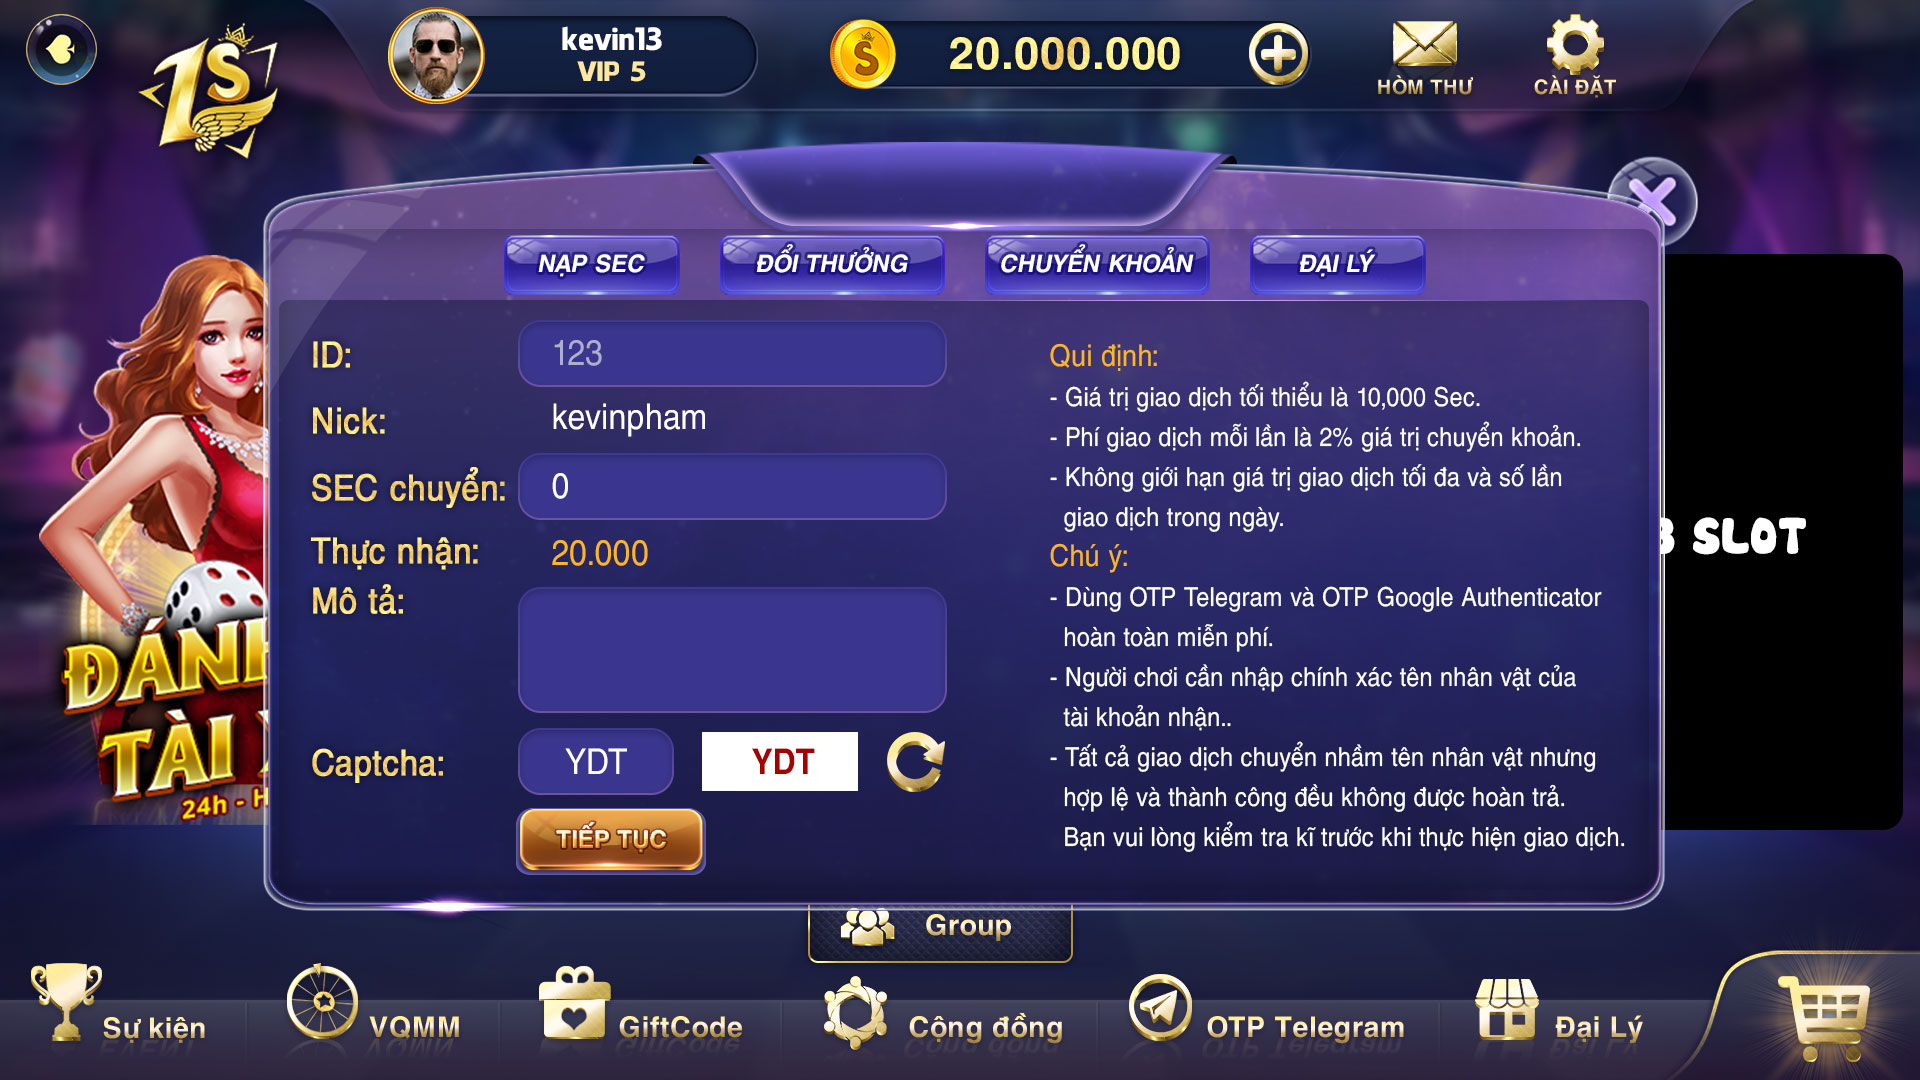 1S
kevin13
VIP 5
S
20.000.000
HÒM THƯ
CÀI ĐẶT
NẠP SEC
ĐỔI THƯỞNG
CHUYỂN KHOẢN
ĐẠI LÝ
ID:
123
Nick:
kevinpham
SEC chuyển:
0
Thực nhận:
20.000
Mô tả:
Captcha:
YDT
YDT
TIẾP TỤC
Qui định:
- Giá trị giao dịch tối thiểu là 10,000 Sec.
- Phí giao dịch mỗi lần là 2% giá trị chuyển khoản.
- Không giới hạn giá trị giao dịch tối đa và số lần
giao dịch trong ngày.
Chú ý:
- Dùng OTP Telegram và OTP Google Authenticator
hoàn toàn miễn phí.
- Người chơi cần nhập chính xác tên nhân vật của
tài khoản nhận..
- Tất cả giao dịch chuyển nhầm tên nhân vật nhưng
hợp lệ và thành công đều không được hoàn trả.
Bạn vui lòng kiểm tra kĩ trước khi thực hiện giao dịch.
ĐÁNH
TÀI
24h - H
SLOT
Group
Sự kiện
VQMM
GiftCode
Cộng đồng
OTP Telegram
Đại Lý